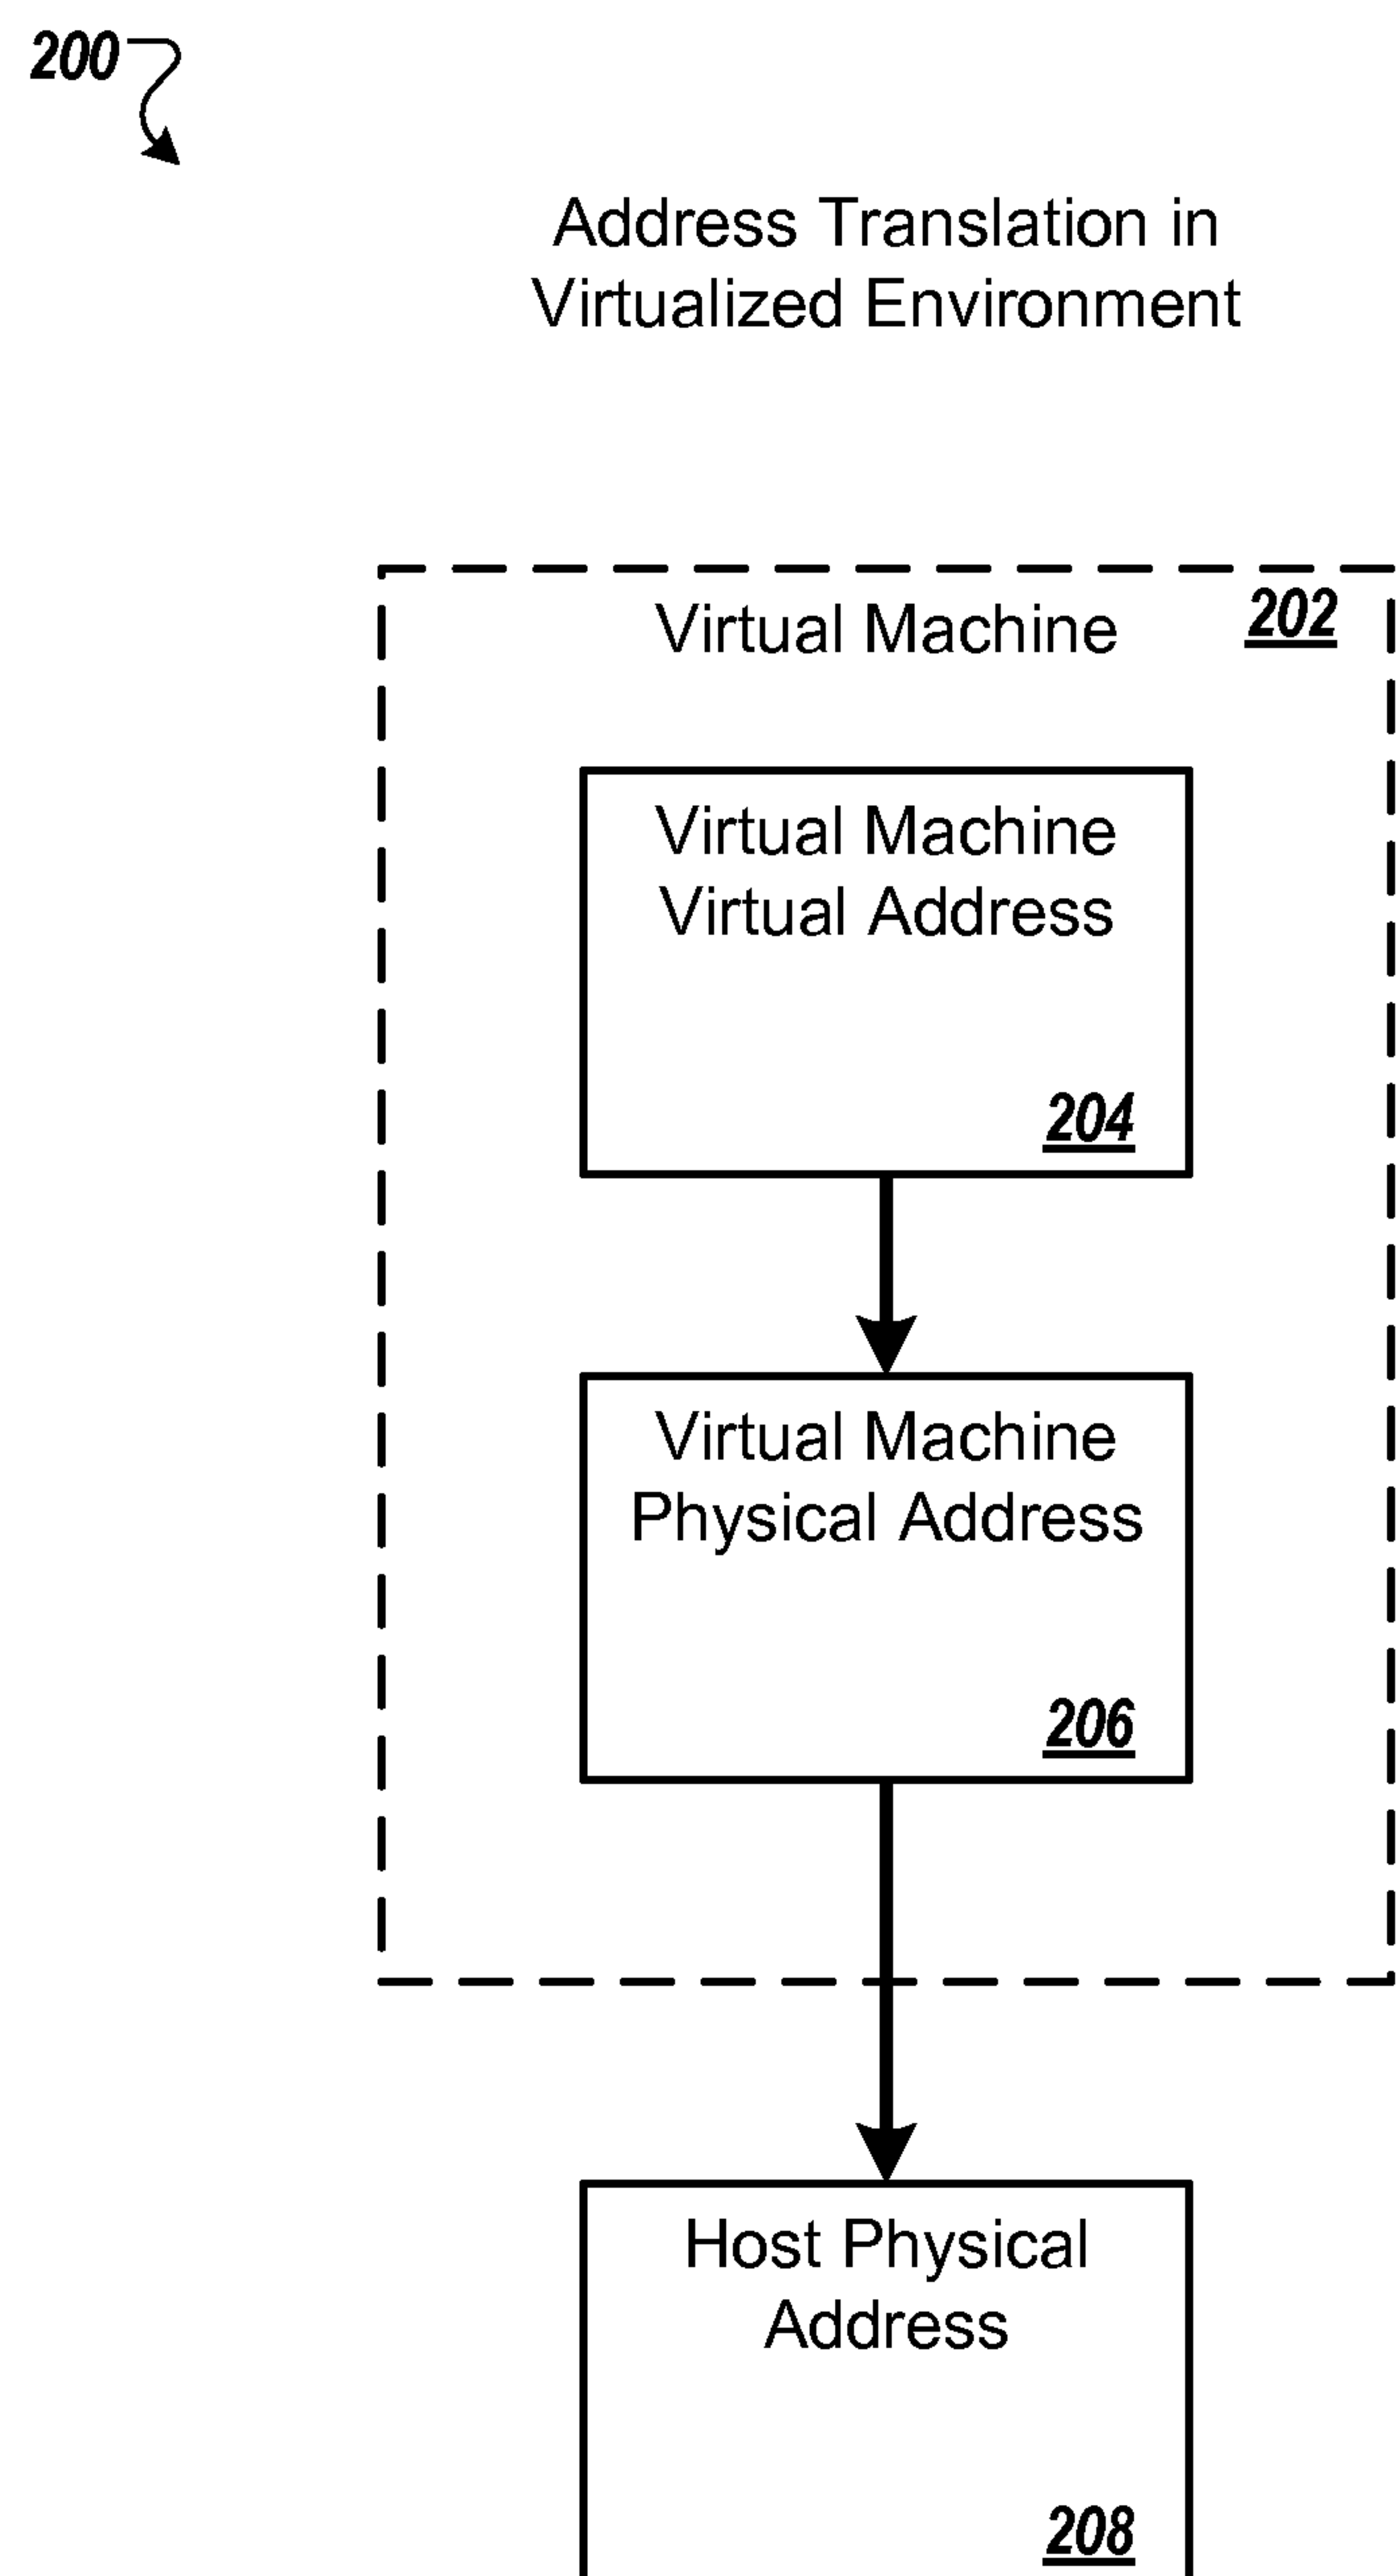 200
Address Translation in
Virtualized Environment
Virtual Machine
202
Virtual Machine
Virtual Address
204
Virtual Machine
Physical Address
206
Host Physical
Address
208